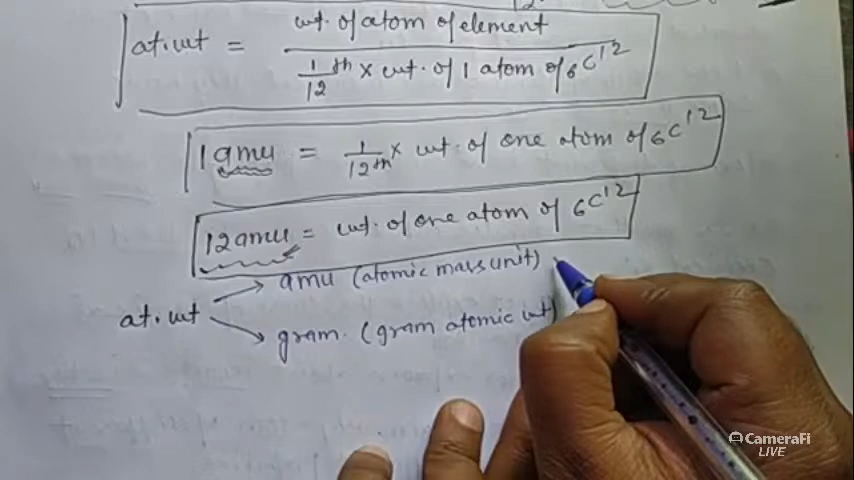 at.wt = wt. of atom of element
1/12 th × wt. of 1 atom of 6C12
1 amu = 1/12th × wt. of one atom of 6C12
12 amu = wt. of one atom of 6C12
at.wt → amu (atomic mass unit)
→ gram. (gram atomic wt)
CameraFi
LIVE